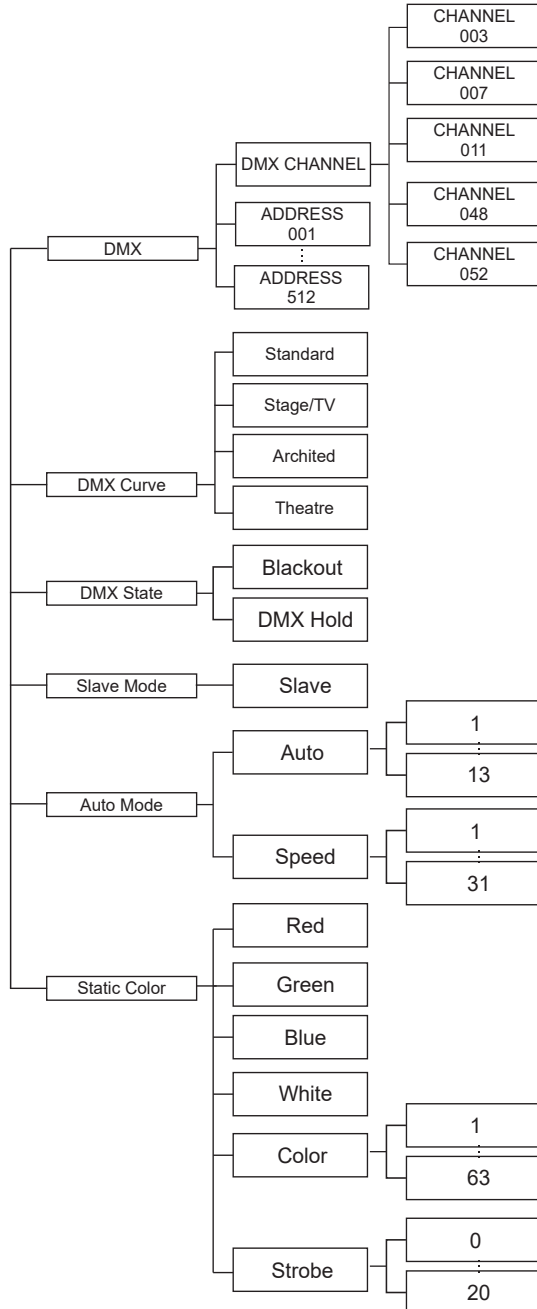 CHANNEL
003
CHANNEL
007
CHANNEL
011
CHANNEL
048
CHANNEL
052
DMX CHANNEL
ADDRESS
001
ADDRESS
512
DMX
Standard
Stage/TV
Archited
Theatre
DMX Curve
Blackout
DMX Hold
DMX State
Slave Mode
Slave
Auto Mode
Auto
1
13
Speed
1
31
Static Color
Red
Green
Blue
White
Color
1
63
Strobe
0
20